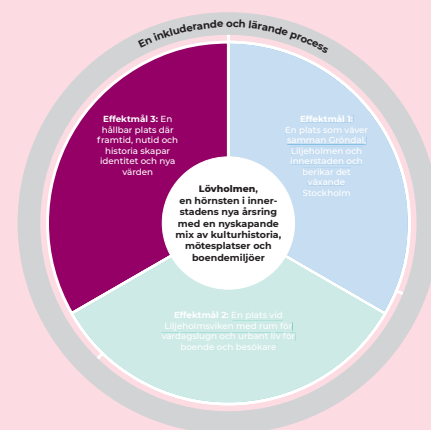 En inkluderande och lärande process
Effektmål 3: En
hållbar plats där
framtid, nutid och
historia skapar
identitet och nya
värden
Effektmål 1:
En plats som väver
samman Gröndal,
Liljeholmen och
innerstaden och
berikar det
växande
Stockholm
Lövholmen,
en hörnsten i inner-
stadens nya årsring
med en nyskapande
mix av kulturhistoria,
mötesplatser och
boendemiljöer
Effektmål 2: En plats vid
Liljeholmsviken med rum för
vardagslugn och urbant liv för
boende och besökare